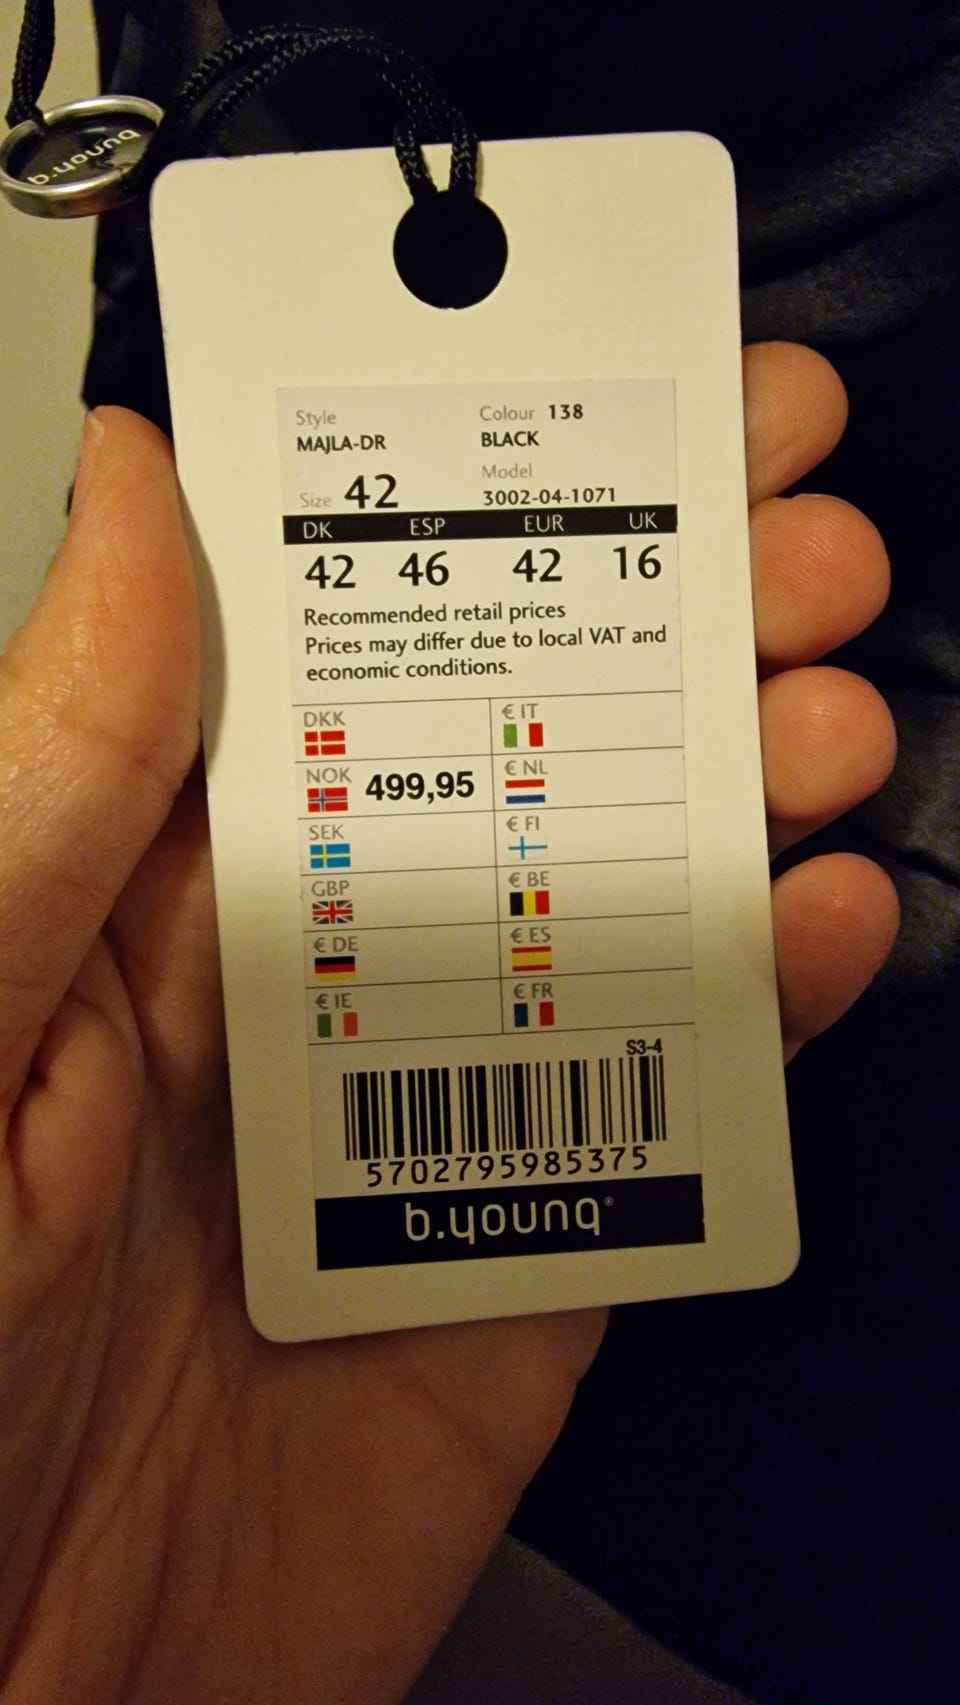 b.young
Style
MAJLA-DR
Colour 138
BLACK
Size 42
Model
3002-04-1071
DK ESP EUR UK
42 46 42 16
Recommended retail prices
Prices may differ due to local VAT and
economic conditions.
DKK
€ IT
NOK 499,95
€ NL
SEK
€ FI
GBP
€ BE
€ DE
€ ES
€ IE
€ FR
S3-4
5702795985375
b.young®